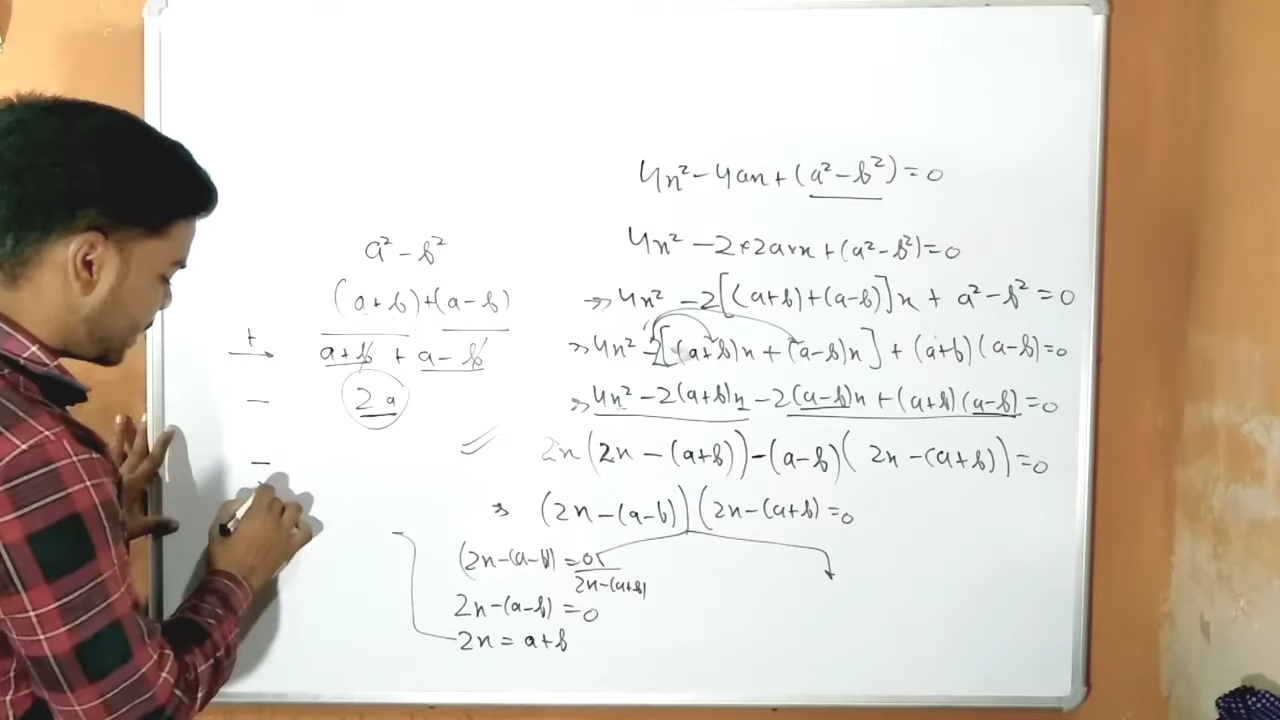 a² - b²
(a+b)+(a-b)
+
a+b + a-b
2a
4x² - 4ax + (a² - b²) = 0
4x² - 2×2a×x + (a² - b²) = 0
⇒ 4x² - 2[(a+b)+(a-b)]x + a² - b² = 0
⇒ 4x² - 2[(a+b)x + (a-b)x] + (a+b)(a-b) = 0
⇒ 4x² - 2(a+b)x - 2(a-b)x + (a+b)(a-b) = 0
2x(2x - (a+b)) - (a-b)(2x - (a+b)) = 0
⇒ (2x - (a-b))(2x - (a+b) = 0
(2x - (a-b) = 0
2x - (a+b)
2x - (a-b) = 0
2x = a+b